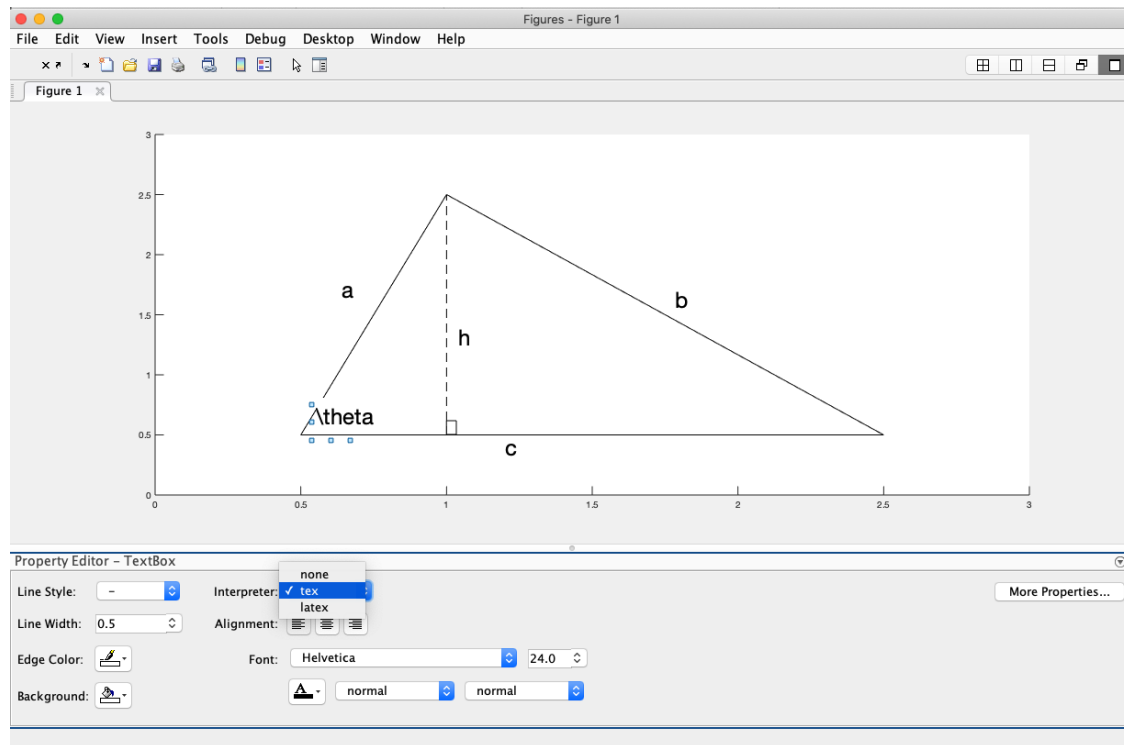 Figures - Figure 1
File Edit View Insert Tools Debug Desktop Window Help
Figure 1
3
2.5
2
1.5
1
0.5
0
a
b
h
\theta
c
0 0.5 1 1.5 2 2.5 3
Property Editor - TextBox
Line Style: - Interpreter: none
✓ tex
latex
More Properties...
Line Width: 0.5 Alignment:
Edge Color: Font: Helvetica 24.0
Background: A normal normal